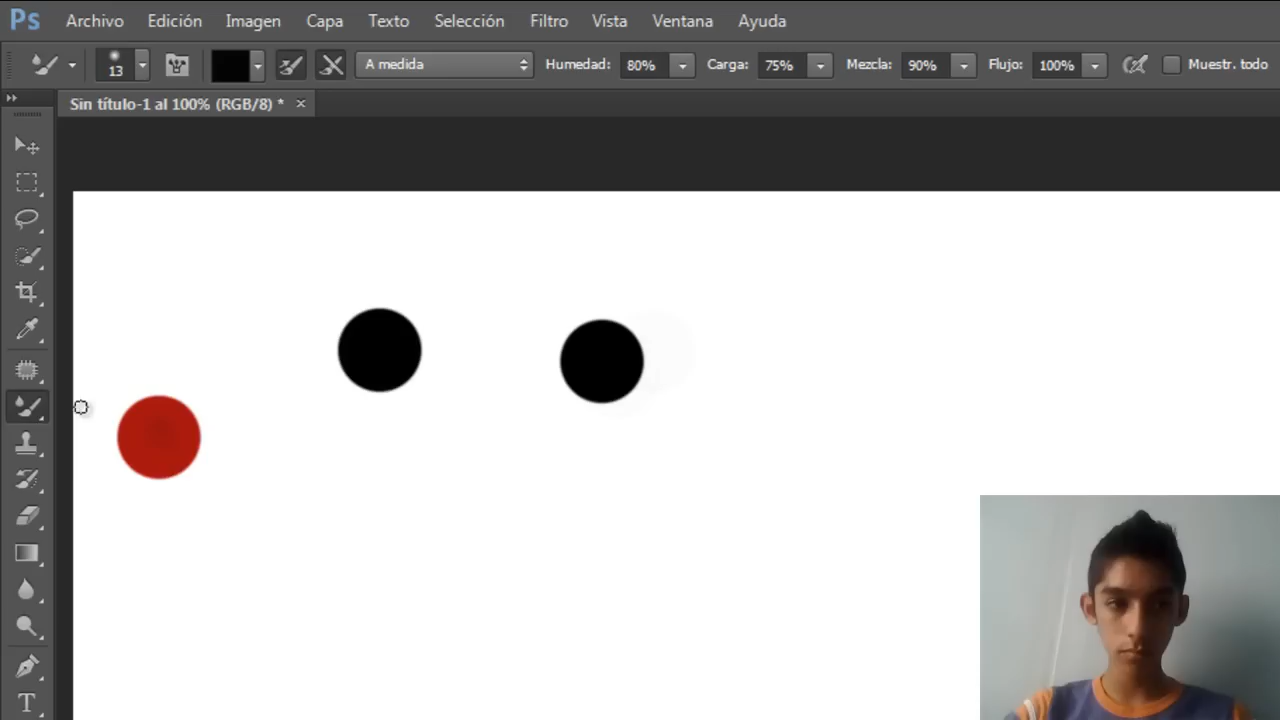 Ps Archivo Edición Imagen Capa Texto Selección Filtro Vista Ventana Ayuda
13 A medida Humedad: 80% Carga: 75% Mezcla: 90% Flujo: 100% Muestr. todo
Sin título-1 al 100% (RGB/8) * ×
T